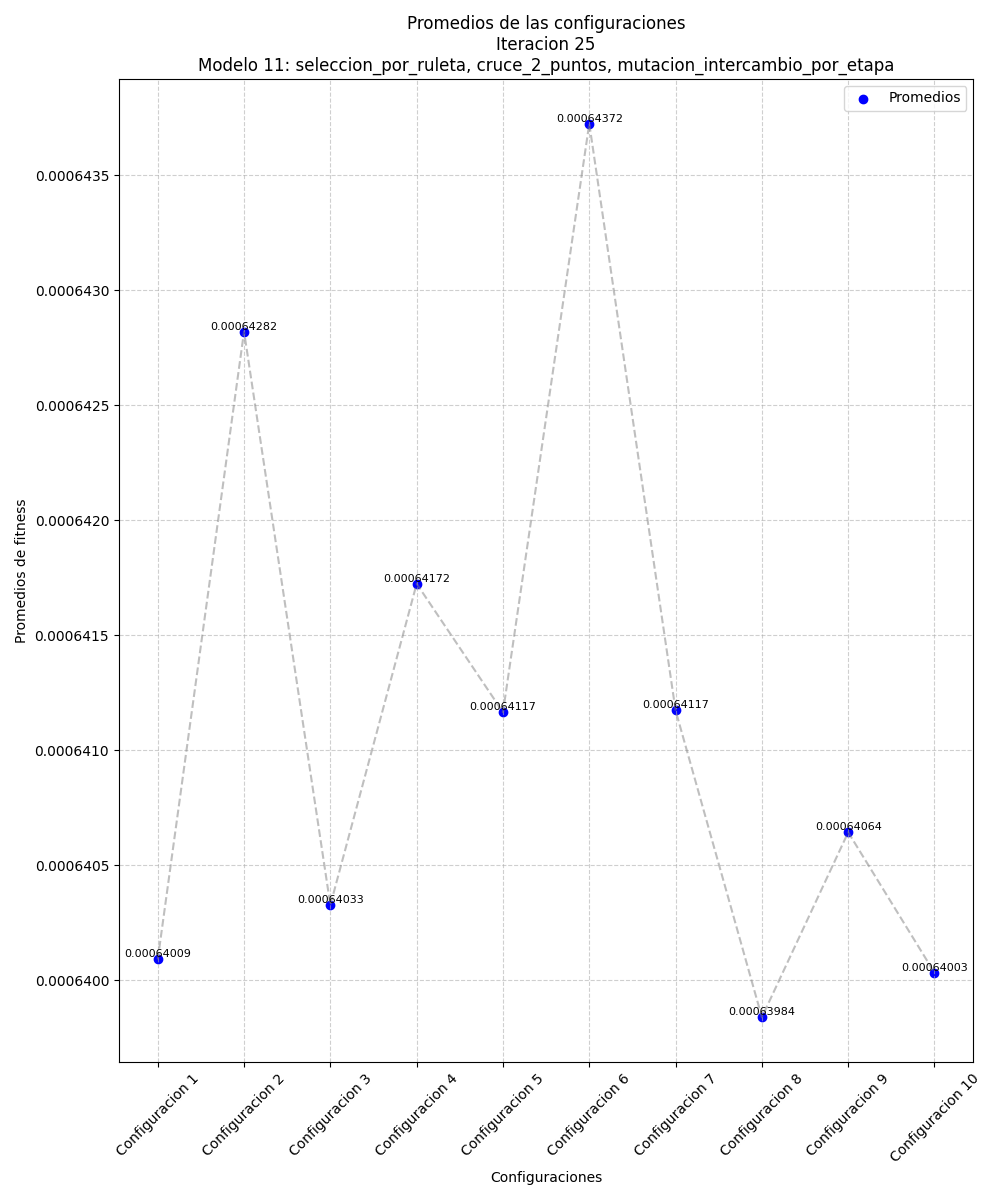 Promedios de las configuraciones
Iteracion 25
Modelo 11: seleccion_por_ruleta, cruce_2_puntos, mutacion_intercambio_por_etapa
Promedios
0.00064372
0.0006435
0.0006430
0.00064282
0.0006425
0.0006420
Promedios de fitness
0.00064172
0.0006415
0.00064117
0.00064117
0.0006410
0.00064064
0.0006405
0.00064033
0.00064009
0.00064003
0.0006400
0.00063984
Configuracion 1
Configuracion 2
Configuracion 3
Configuracion 4
Configuracion 5
Configuracion 6
Configuracion 7
Configuracion 8
Configuracion 9
Configuracion 10
Configuraciones